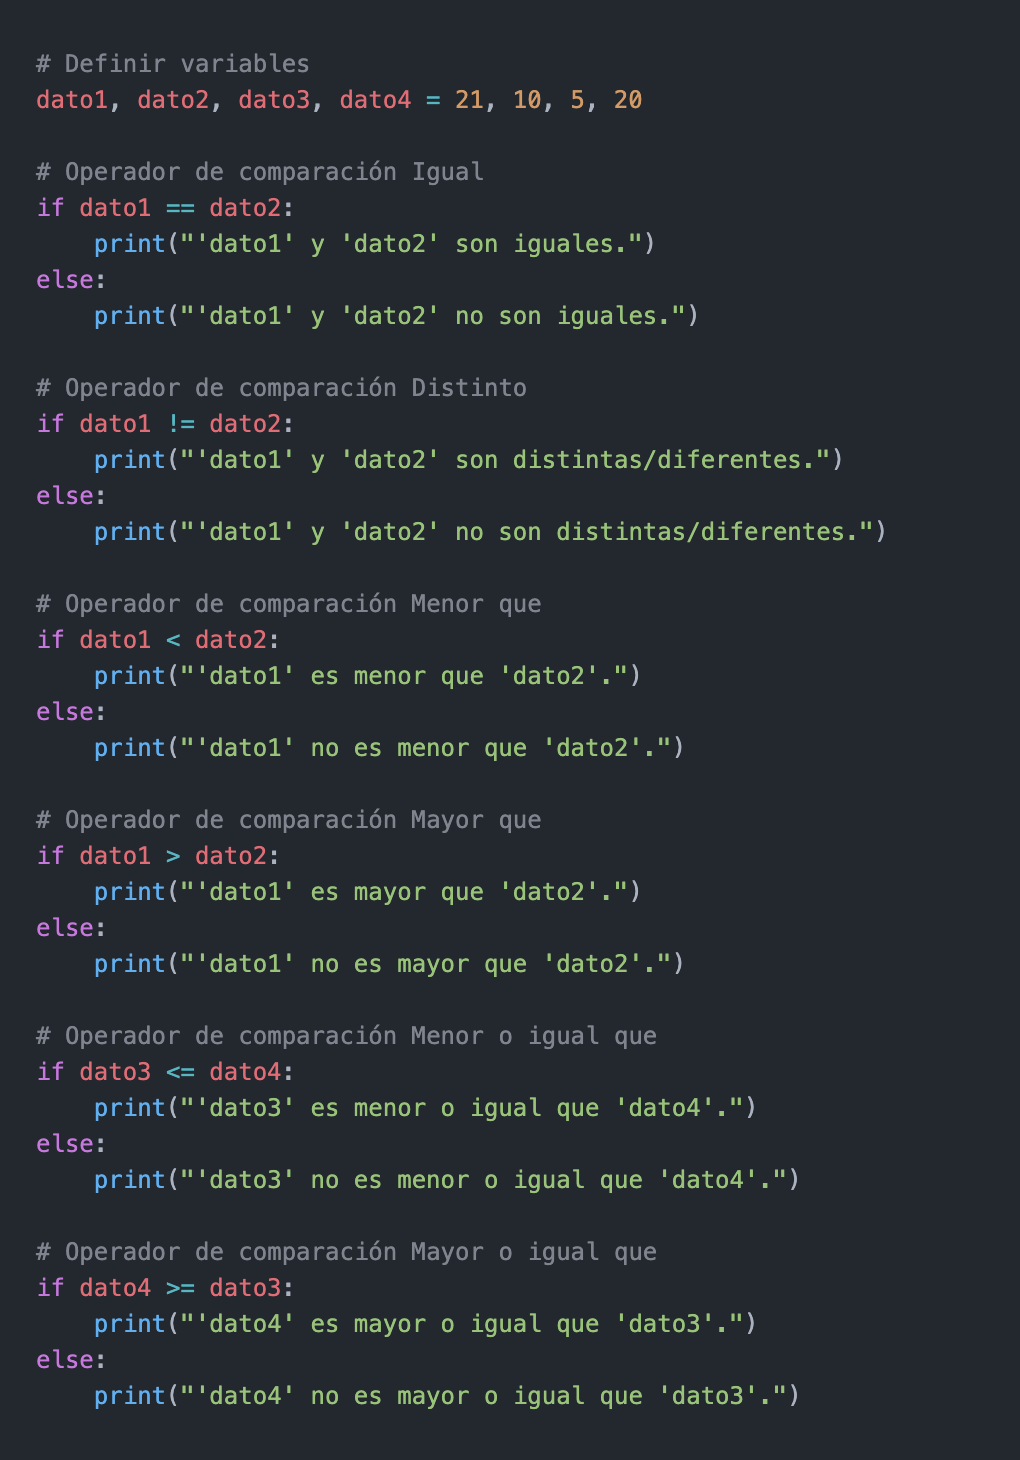 # Definir variables
dato1, dato2, dato3, dato4 = 21, 10, 5, 20

# Operador de comparación Igual
if dato1 == dato2:
    print("'dato1' y 'dato2' son iguales.")
else:
    print("'dato1' y 'dato2' no son iguales.")

# Operador de comparación Distinto
if dato1 != dato2:
    print("'dato1' y 'dato2' son distintas/diferentes.")
else:
    print("'dato1' y 'dato2' no son distintas/diferentes.")

# Operador de comparación Menor que
if dato1 < dato2:
    print("'dato1' es menor que 'dato2'.")
else:
    print("'dato1' no es menor que 'dato2'.")

# Operador de comparación Mayor que
if dato1 > dato2:
    print("'dato1' es mayor que 'dato2'.")
else:
    print("'dato1' no es mayor que 'dato2'.")

# Operador de comparación Menor o igual que
if dato3 <= dato4:
    print("'dato3' es menor o igual que 'dato4'.")
else:
    print("'dato3' no es menor o igual que 'dato4'.")

# Operador de comparación Mayor o igual que
if dato4 >= dato3:
    print("'dato4' es mayor o igual que 'dato3'.")
else:
    print("'dato4' no es mayor o igual que 'dato3'.")